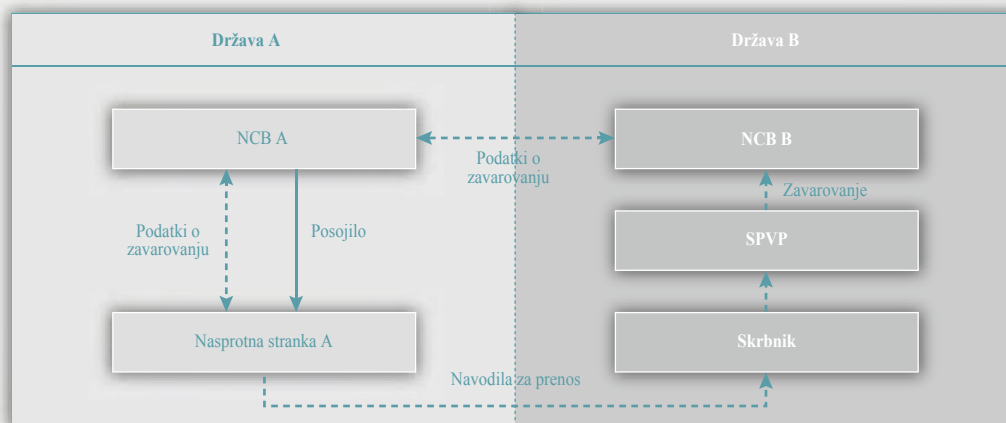 Država A
Država B
NCB A
NCB B
Podatki o
zavarovanju
Zavarovanje
Podatki o
zavarovanju
Posojilo
SPVP
Nasprotna stranka A
Skrbnik
Navodila za prenos